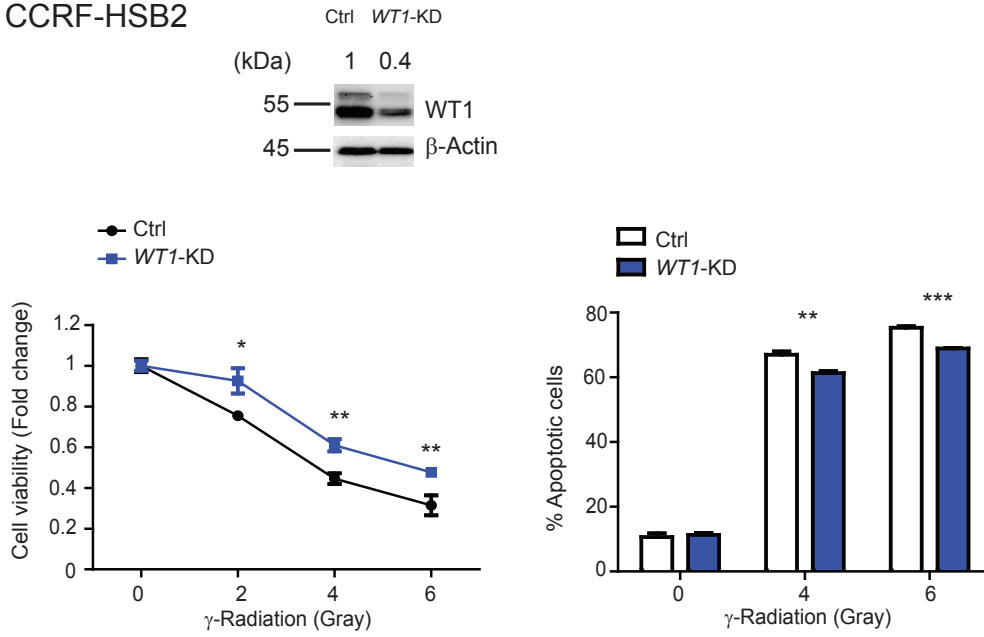 CCRF-HSB2
Ctrl WT1-KD
(kDa) 1 0.4
55 WT1
45 β-Actin
Ctrl
WT1-KD
Cell viability (Fold change)
1.2
1
0.8
0.6
0.4
0.2
0
*
**
**
0 2 4 6
γ-Radiation (Gray)
Ctrl
WT1-KD
% Apoptotic cells
80
60
40
20
0
**
***
0 4 6
γ-Radiation (Gray)